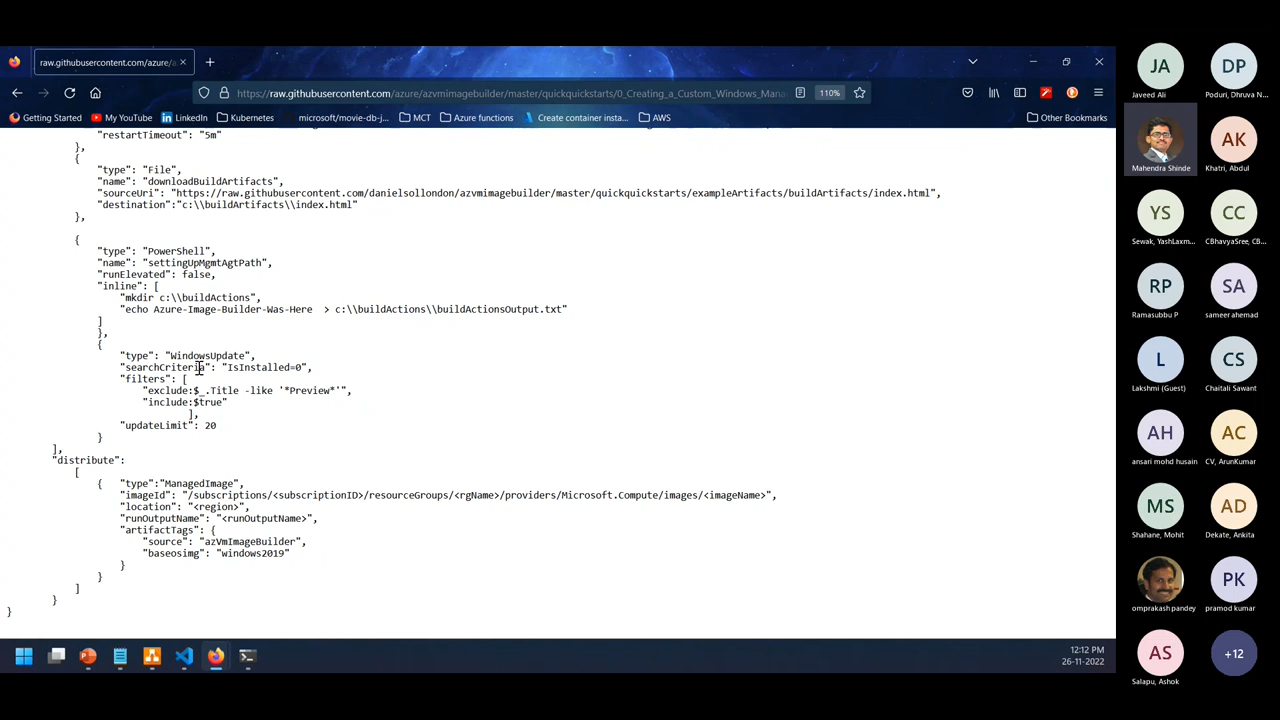 raw.githubusercontent.com/azure/a
https://raw.githubusercontent.com/azure/azvmimagebuilder/master/quickquickstarts/0_Creating_a_Custom_Windows_Mana
110%
Getting Started
My YouTube
LinkedIn
Kubernetes
microsoft/movie-db-j...
MCT
Azure functions
Create container insta...
AWS
Other Bookmarks
"restartTimeout": "5m"
},
{
"type": "File",
"name": "downloadBuildArtifacts",
"sourceUri": "https://raw.githubusercontent.com/danielsollondon/azvmimagebuilder/master/quickquickstarts/exampleArtifacts/buildArtifacts/index.html",
"destination":"c:\\buildArtifacts\\index.html"
},
{
"type": "PowerShell",
"name": "settingUpMgmtAgtPath",
"runElevated": false,
"inline": [
"mkdir c:\\buildActions",
"echo Azure-Image-Builder-Was-Here  > c:\\buildActions\\buildActionsOutput.txt"
]
},
{
"type": "WindowsUpdate",
"searchCriteria": "IsInstalled=0",
"filters": [
"exclude:$_.Title -like '*Preview*'",
"include:$true"
],
"updateLimit": 20
}
],
"distribute":
[
{   "type":"ManagedImage",
"imageId": "/subscriptions/<subscriptionID>/resourceGroups/<rgName>/providers/Microsoft.Compute/images/<imageName>",
"location": "<region>",
"runOutputName": "<runOutputName>",
"artifactTags": {
"source": "azVmImageBuilder",
"baseosimg": "windows2019"
}
}
]
}
}
12:12 PM
26-11-2022
JA
Javeed Ali
DP
Poduri, Dhruva N...
Mahendra Shinde
AK
Khatri, Abdul
YS
Sewak, YashLaxm...
CC
CBhavyaSree, CB...
RP
Ramasubbu P
SA
sameer ahemad
L
Lakshmi (Guest)
CS
Chaitali Sawant
AH
ansari mohd husain
AC
CV, ArunKumar
MS
Shahane, Mohit
AD
Dekate, Ankita
omprakash pandey
PK
pramod kumar
AS
Salapu, Ashok
+12